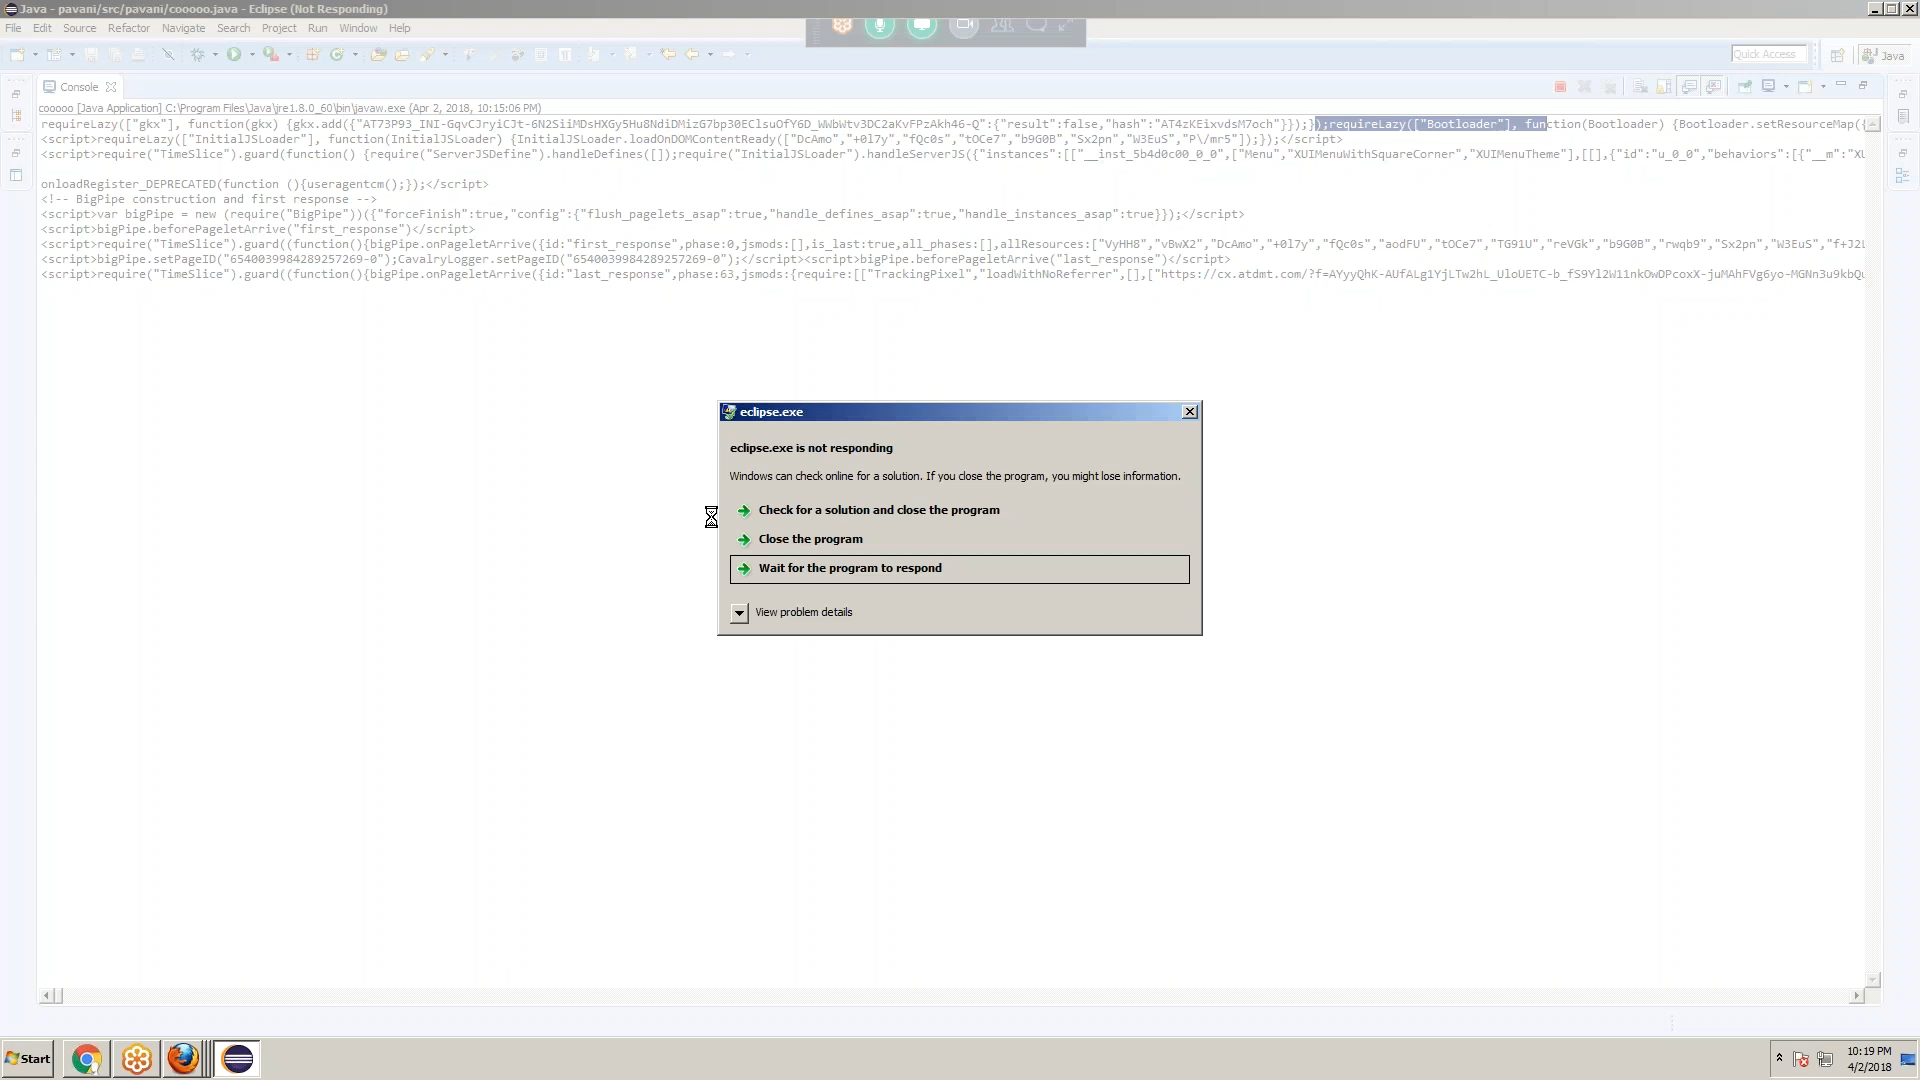 Java - pavani/src/pavani/cooooo.java - Eclipse (Not Responding)
File Edit Source Refactor Navigate Search Project Run Window Help
Quick Access
Java
Console
cooooo [Java Application] C:\Program Files\Java\jre1.8.0_60\bin\javaw.exe (Apr 2, 2018, 10:15:06 PM)
requireLazy(["gkx"], function(gkx) {gkx.add({"AT73P93_INI-GqvCJryiCJt-6N2SiiMDsHXGy5Hu8NdiDMizG7bp30EClsuOfY6D_WWbWtv3DC2aKvFPzAkh46-Q":{"result":false,"hash":"AT4zKEixvdsM7och"}});});requireLazy(["Bootloader"], function(Bootloader) {Bootloader.setResourceMap({
<script>requireLazy(["InitialJSLoader"], function(InitialJSLoader) {InitialJSLoader.loadOnDOMContentReady(["DcAmo","+0l7y","fQc0s","tOCe7","b9G0B","Sx2pn","W3EuS","P\/mr5"]);});</script>
<script>require("TimeSlice").guard(function() {require("ServerJSDefine").handleDefines([]);require("InitialJSLoader").handleServerJS({"instances":[["__inst_5b4d0c00_0_0",["Menu","XUIMenuWithSquareCorner","XUIMenuTheme"],[[],{"id":"u_0_0","behaviors":[{"__m":"XU
onloadRegister_DEPRECATED(function (){useragentcm();});</script>
<!-- BigPipe construction and first response -->
<script>var bigPipe = new (require("BigPipe"))({"forceFinish":true,"config":{"flush_pagelets_asap":true,"handle_defines_asap":true,"handle_instances_asap":true}});</script>
<script>bigPipe.beforePageletArrive("first_response")</script>
<script>require("TimeSlice").guard((function(){bigPipe.onPageletArrive({id:"first_response",phase:0,jsmods:[],is_last:true,all_phases:[],allResources:["VyHH8","vBwX2","DcAmo","+0l7y","fQc0s","aodFU","tOCe7","TG91U","reVGk","b9G0B","rwqb9","Sx2pn","W3EuS","f+J2L
<script>bigPipe.setPageID("6540039984289257269-0");CavalryLogger.setPageID("6540039984289257269-0");</script><script>bigPipe.beforePageletArrive("last_response")</script>
<script>require("TimeSlice").guard((function(){bigPipe.onPageletArrive({id:"last_response",phase:63,jsmods:{require:[["TrackingPixel","loadWithNoReferrer",[],["https://cx.atdmt.com/?f=AYyyQhK-AUfALg1YjLTw2hL_UloUETC-b_fS9Yl2W11nkOwDPcoxX-juMAhFVg6yo-MGNn3u9kbQu
eclipse.exe
eclipse.exe is not responding
Windows can check online for a solution. If you close the program, you might lose information.
Check for a solution and close the program
Close the program
Wait for the program to respond
View problem details
Start
10:19 PM
4/2/2018